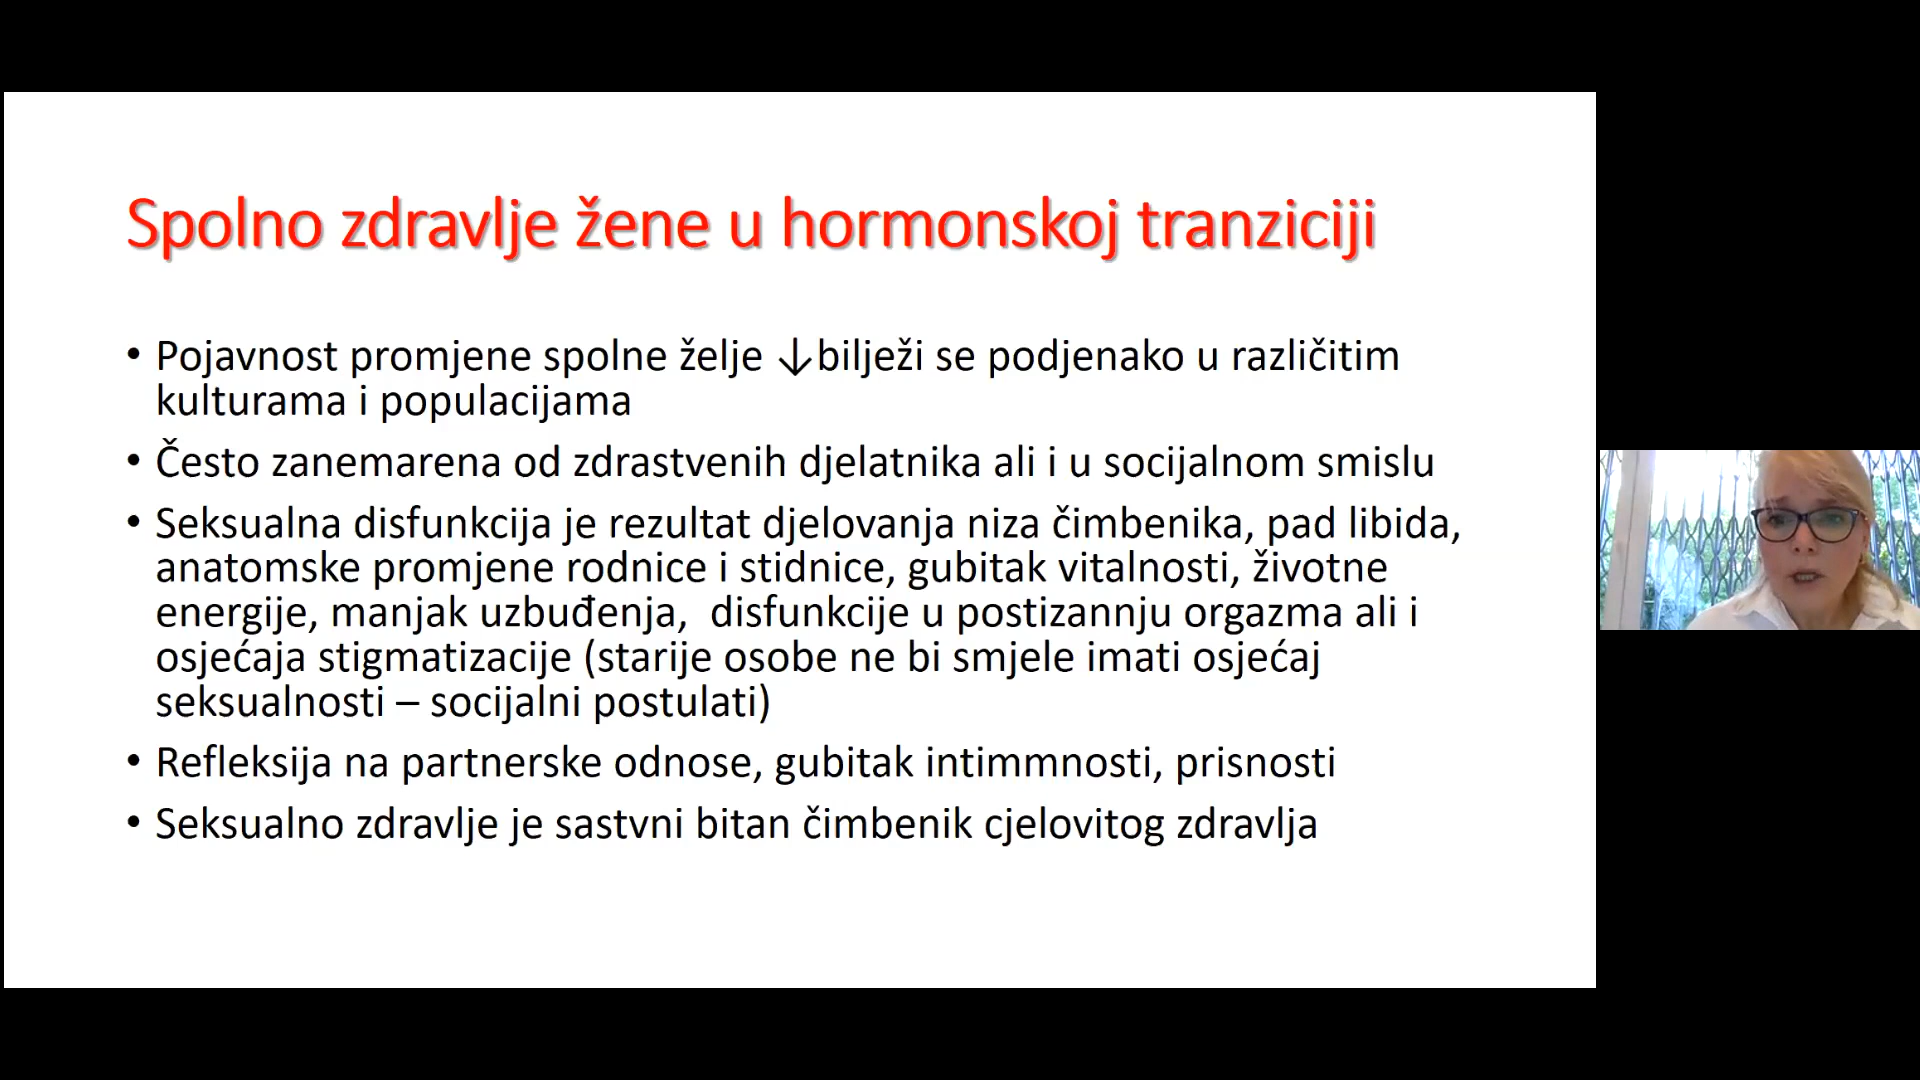 Spolno zdravlje žene u hormonskoj tranziciji
• Pojavnost promjene spolne želje ↓bilježi se podjenako u različitim
kulturama i populacijama
• Često zanemarena od zdrastvenih djelatnika ali i u socijalnom smislu
• Seksualna disfunkcija je rezultat djelovanja niza čimbenika, pad libida,
anatomske promjene rodnice i stidnice, gubitak vitalnosti, životne
energije, manjak uzbuđenja,  disfunkcije u postizannju orgazma ali i
osjećaja stigmatizacije (starije osobe ne bi smjele imati osjećaj
seksualnosti – socijalni postulati)
• Refleksija na partnerske odnose, gubitak intimmnosti, prisnosti
• Seksualno zdravlje je sastvni bitan čimbenik cjelovitog zdravlja